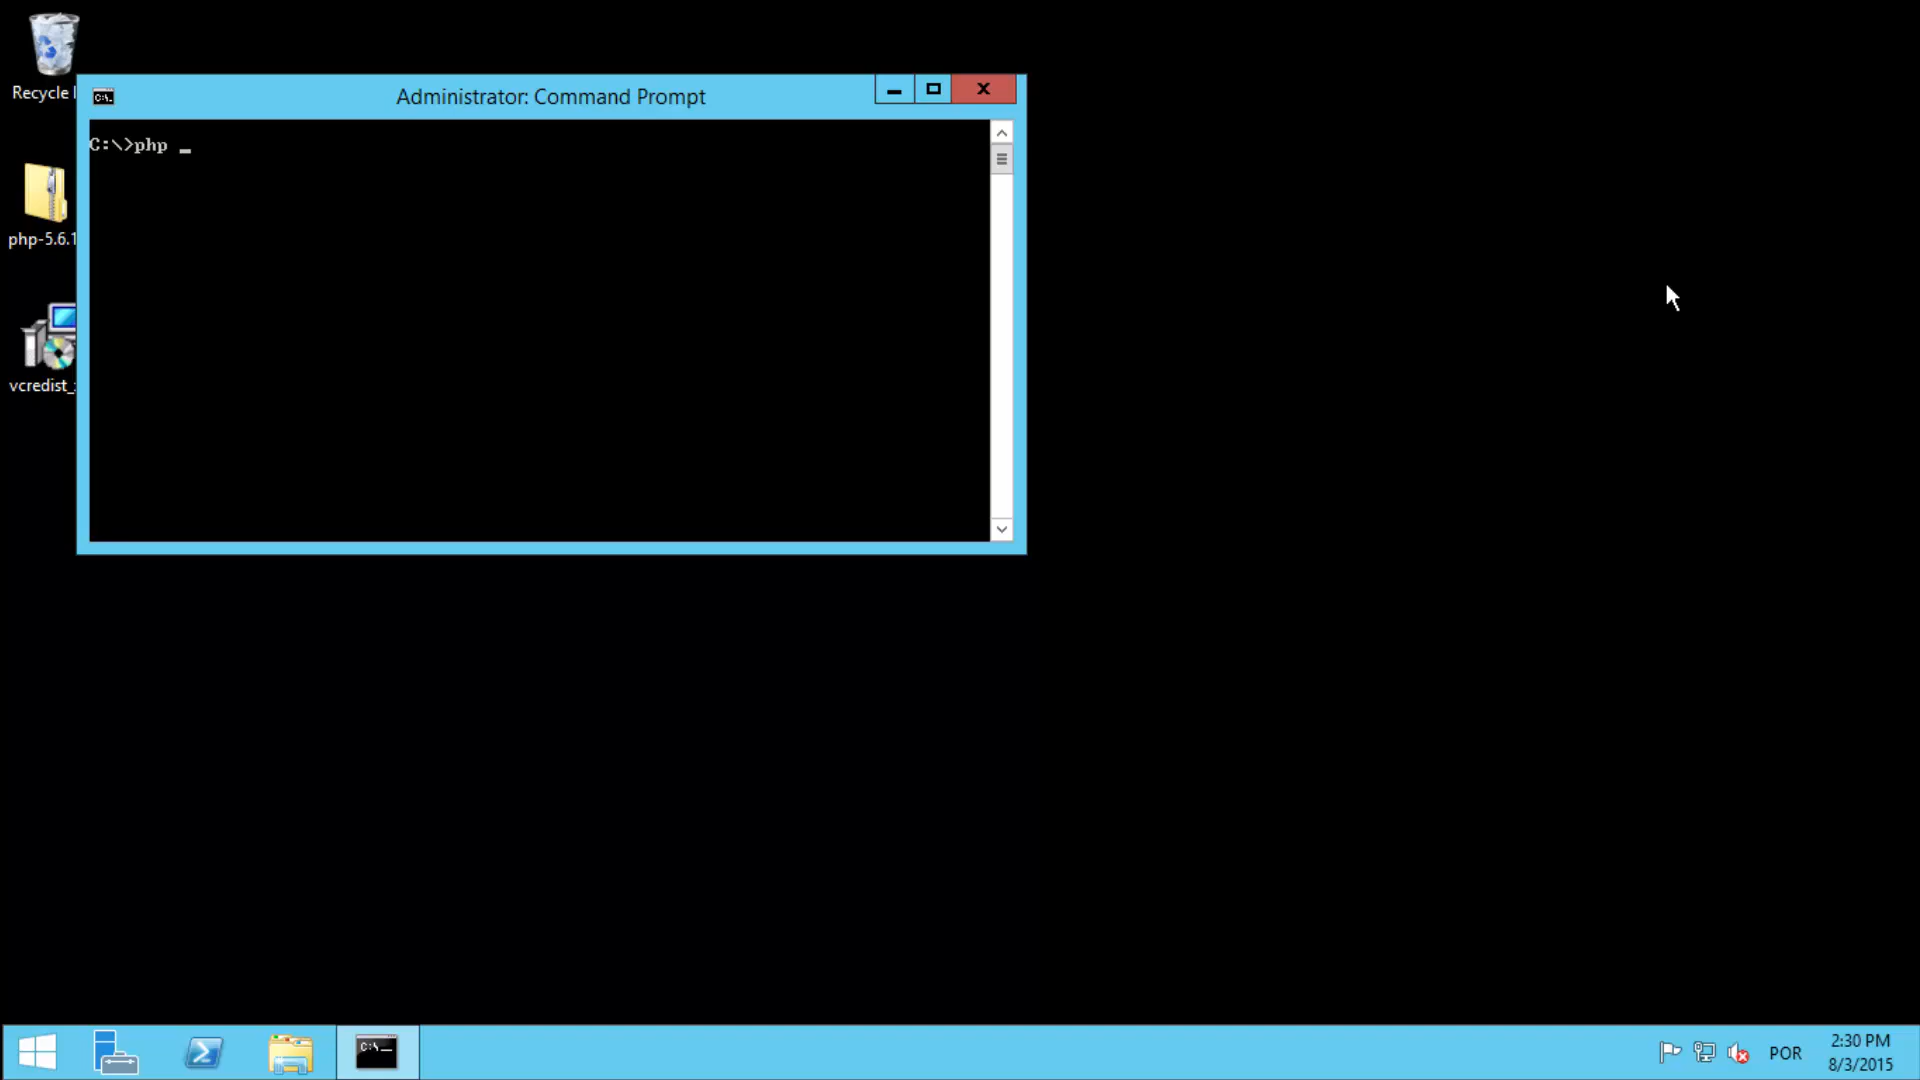 Recycle
Administrator: Command Prompt
C:\>php _
php-5.6.1
vcredist_
C:\_
POR
2:30 PM
8/3/2015